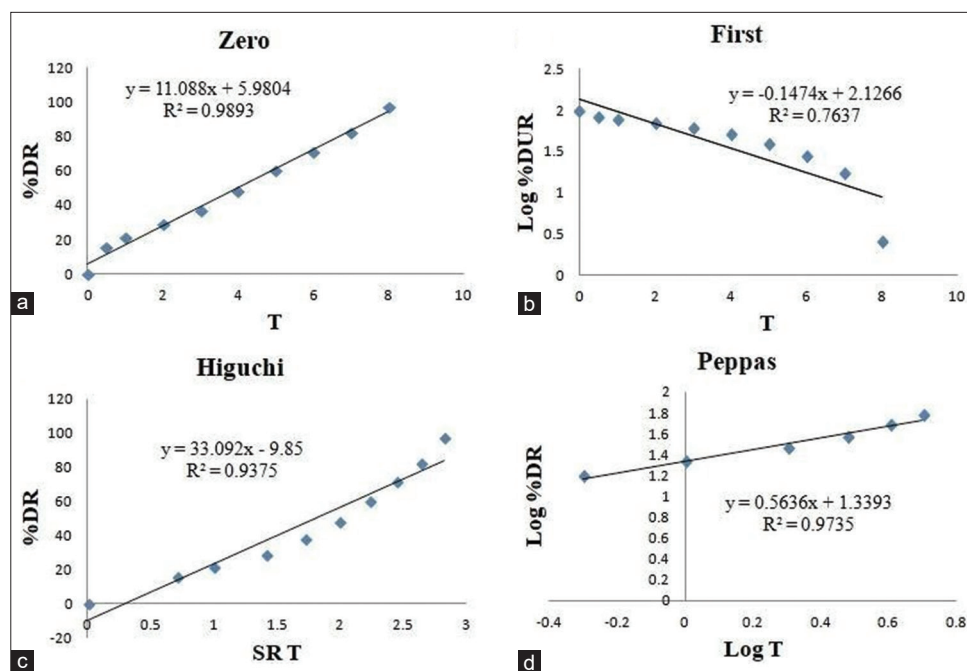 Zero
120
100
80
60
40
20
0
0 2 4 6 8 10
%DR
T
y = 11.088x + 5.9804
R² = 0.9893
a
First
2.5
2
1.5
1
0.5
0
0 2 4 6 8 10
Log %DUR
T
y = -0.1474x + 2.1266
R² = 0.7637
b
Higuchi
120
100
80
60
40
20
0
-20
0 0.5 1 1.5 2 2.5 3
%DR
SR T
y = 33.092x - 9.85
R² = 0.9375
c
Peppas
2
1.8
1.6
1.4
1.2
1
0.8
0.6
0.4
0.2
0
-0.4 -0.2 0 0.2 0.4 0.6 0.8
Log %DR
Log T
y = 0.5636x + 1.3393
R² = 0.9735
d